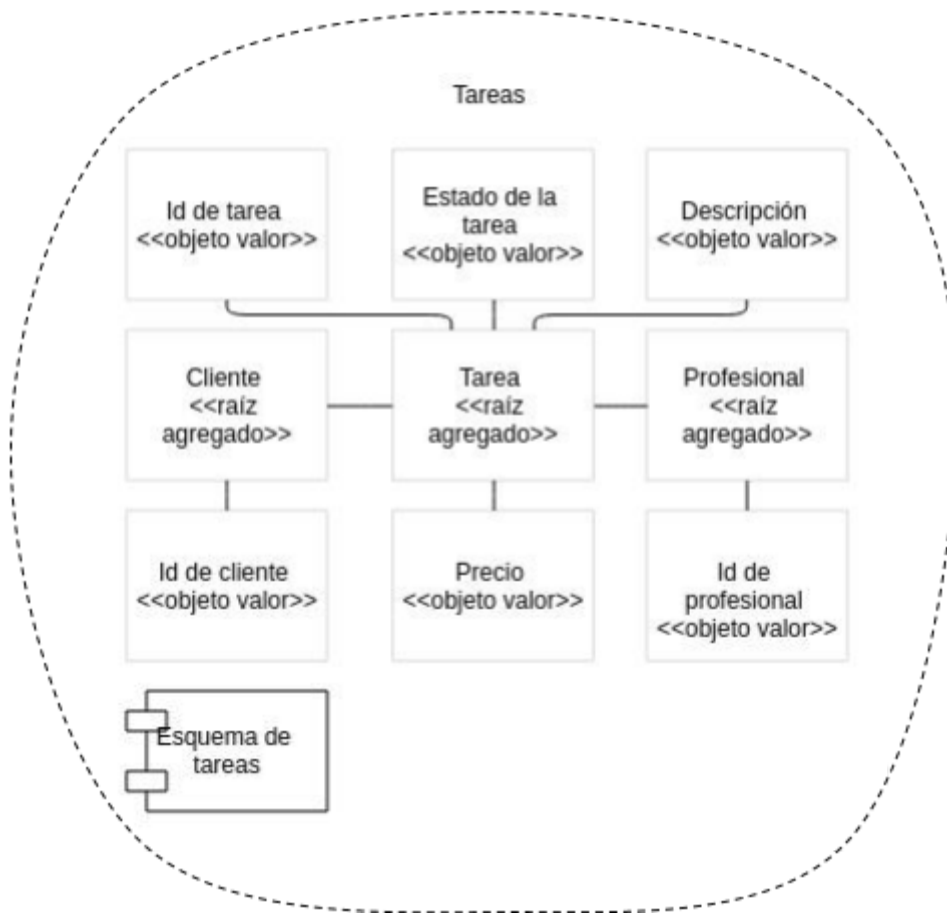 Tareas
Id de tarea
<<objeto valor>>
Estado de la
tarea
<<objeto valor>>
Descripción
<<objeto valor>>
Cliente
<<raíz
agregado>>
Tarea
<<raíz
agregado>>
Profesional
<<raíz
agregado>>
Id de cliente
<<objeto valor>>
Precio
<<objeto valor>>
Id de
profesional
<<objeto valor>>
Esquema de
tareas